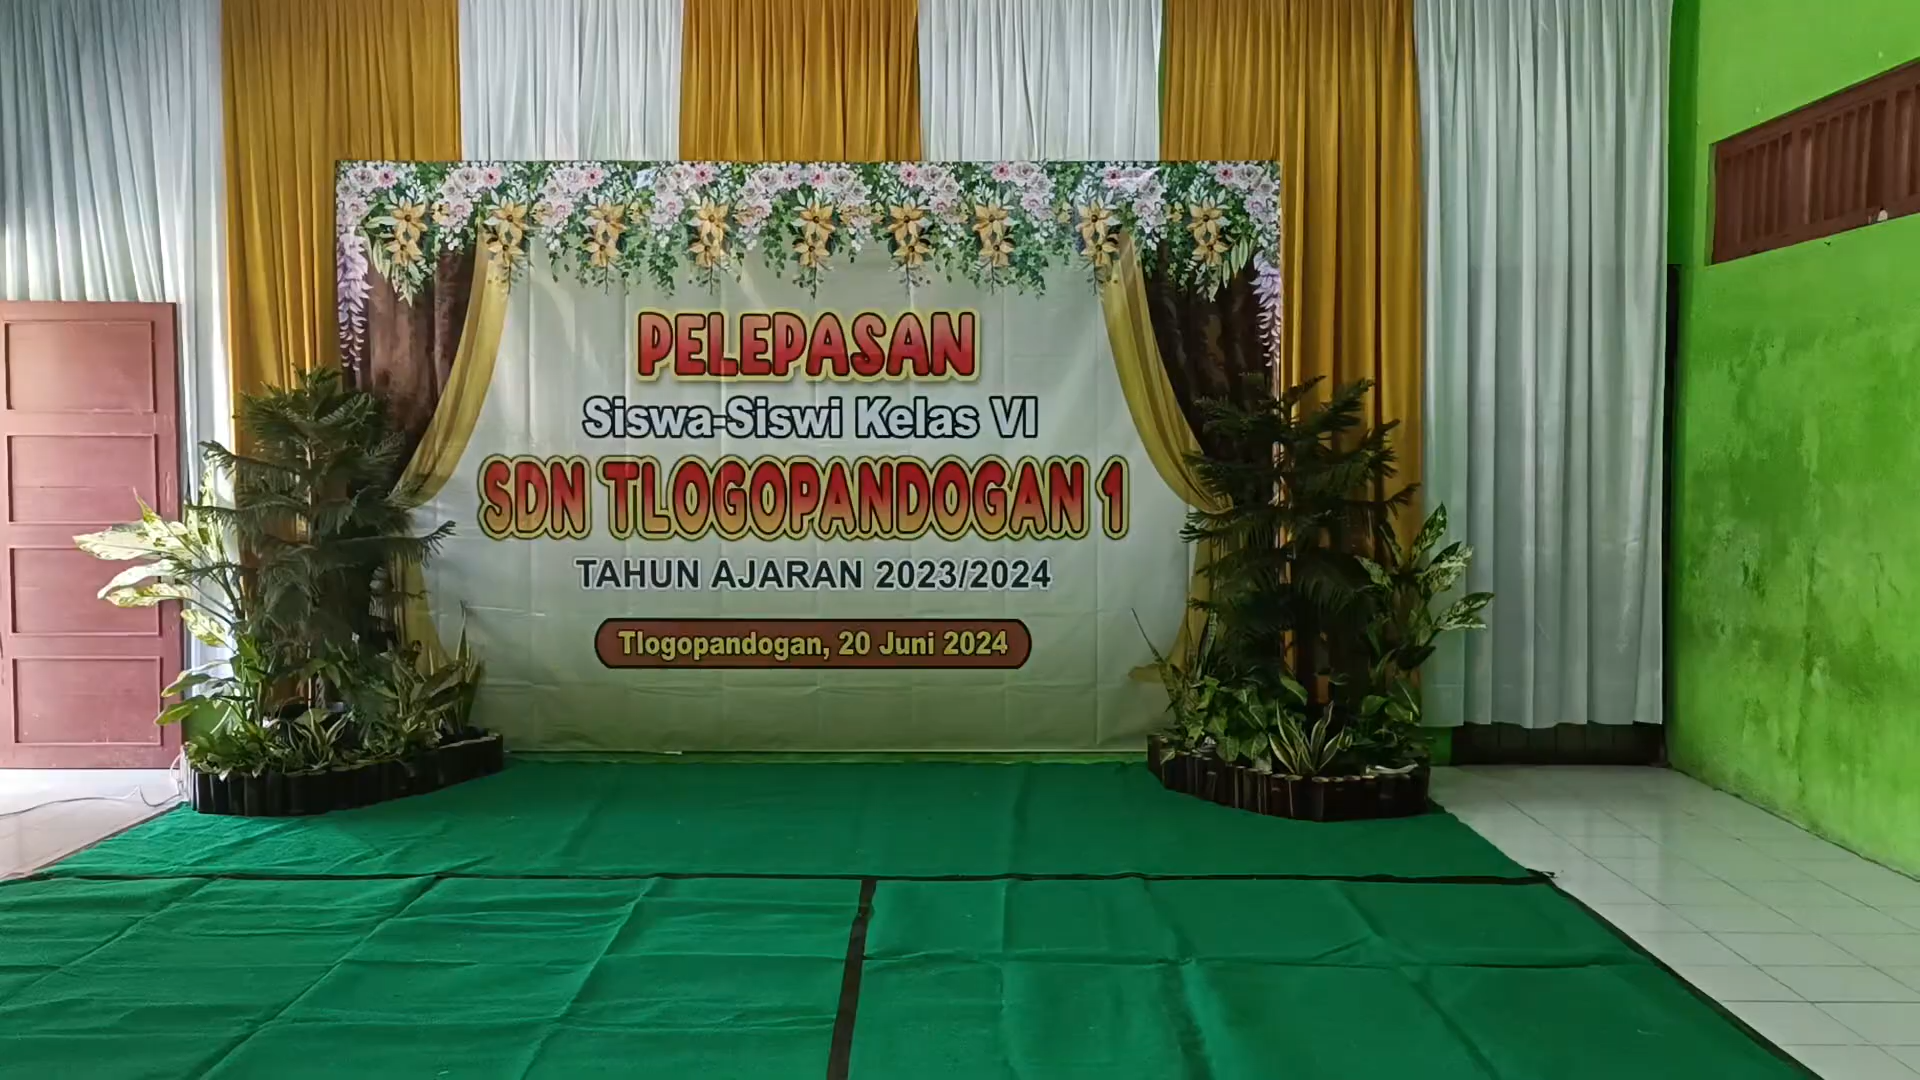 PELEPASAN
Siswa-Siswi Kelas VI
SDN TLOGOPANDOGAN 1
TAHUN AJARAN 2023/2024
Tlogopandogan, 20 Juni 2024